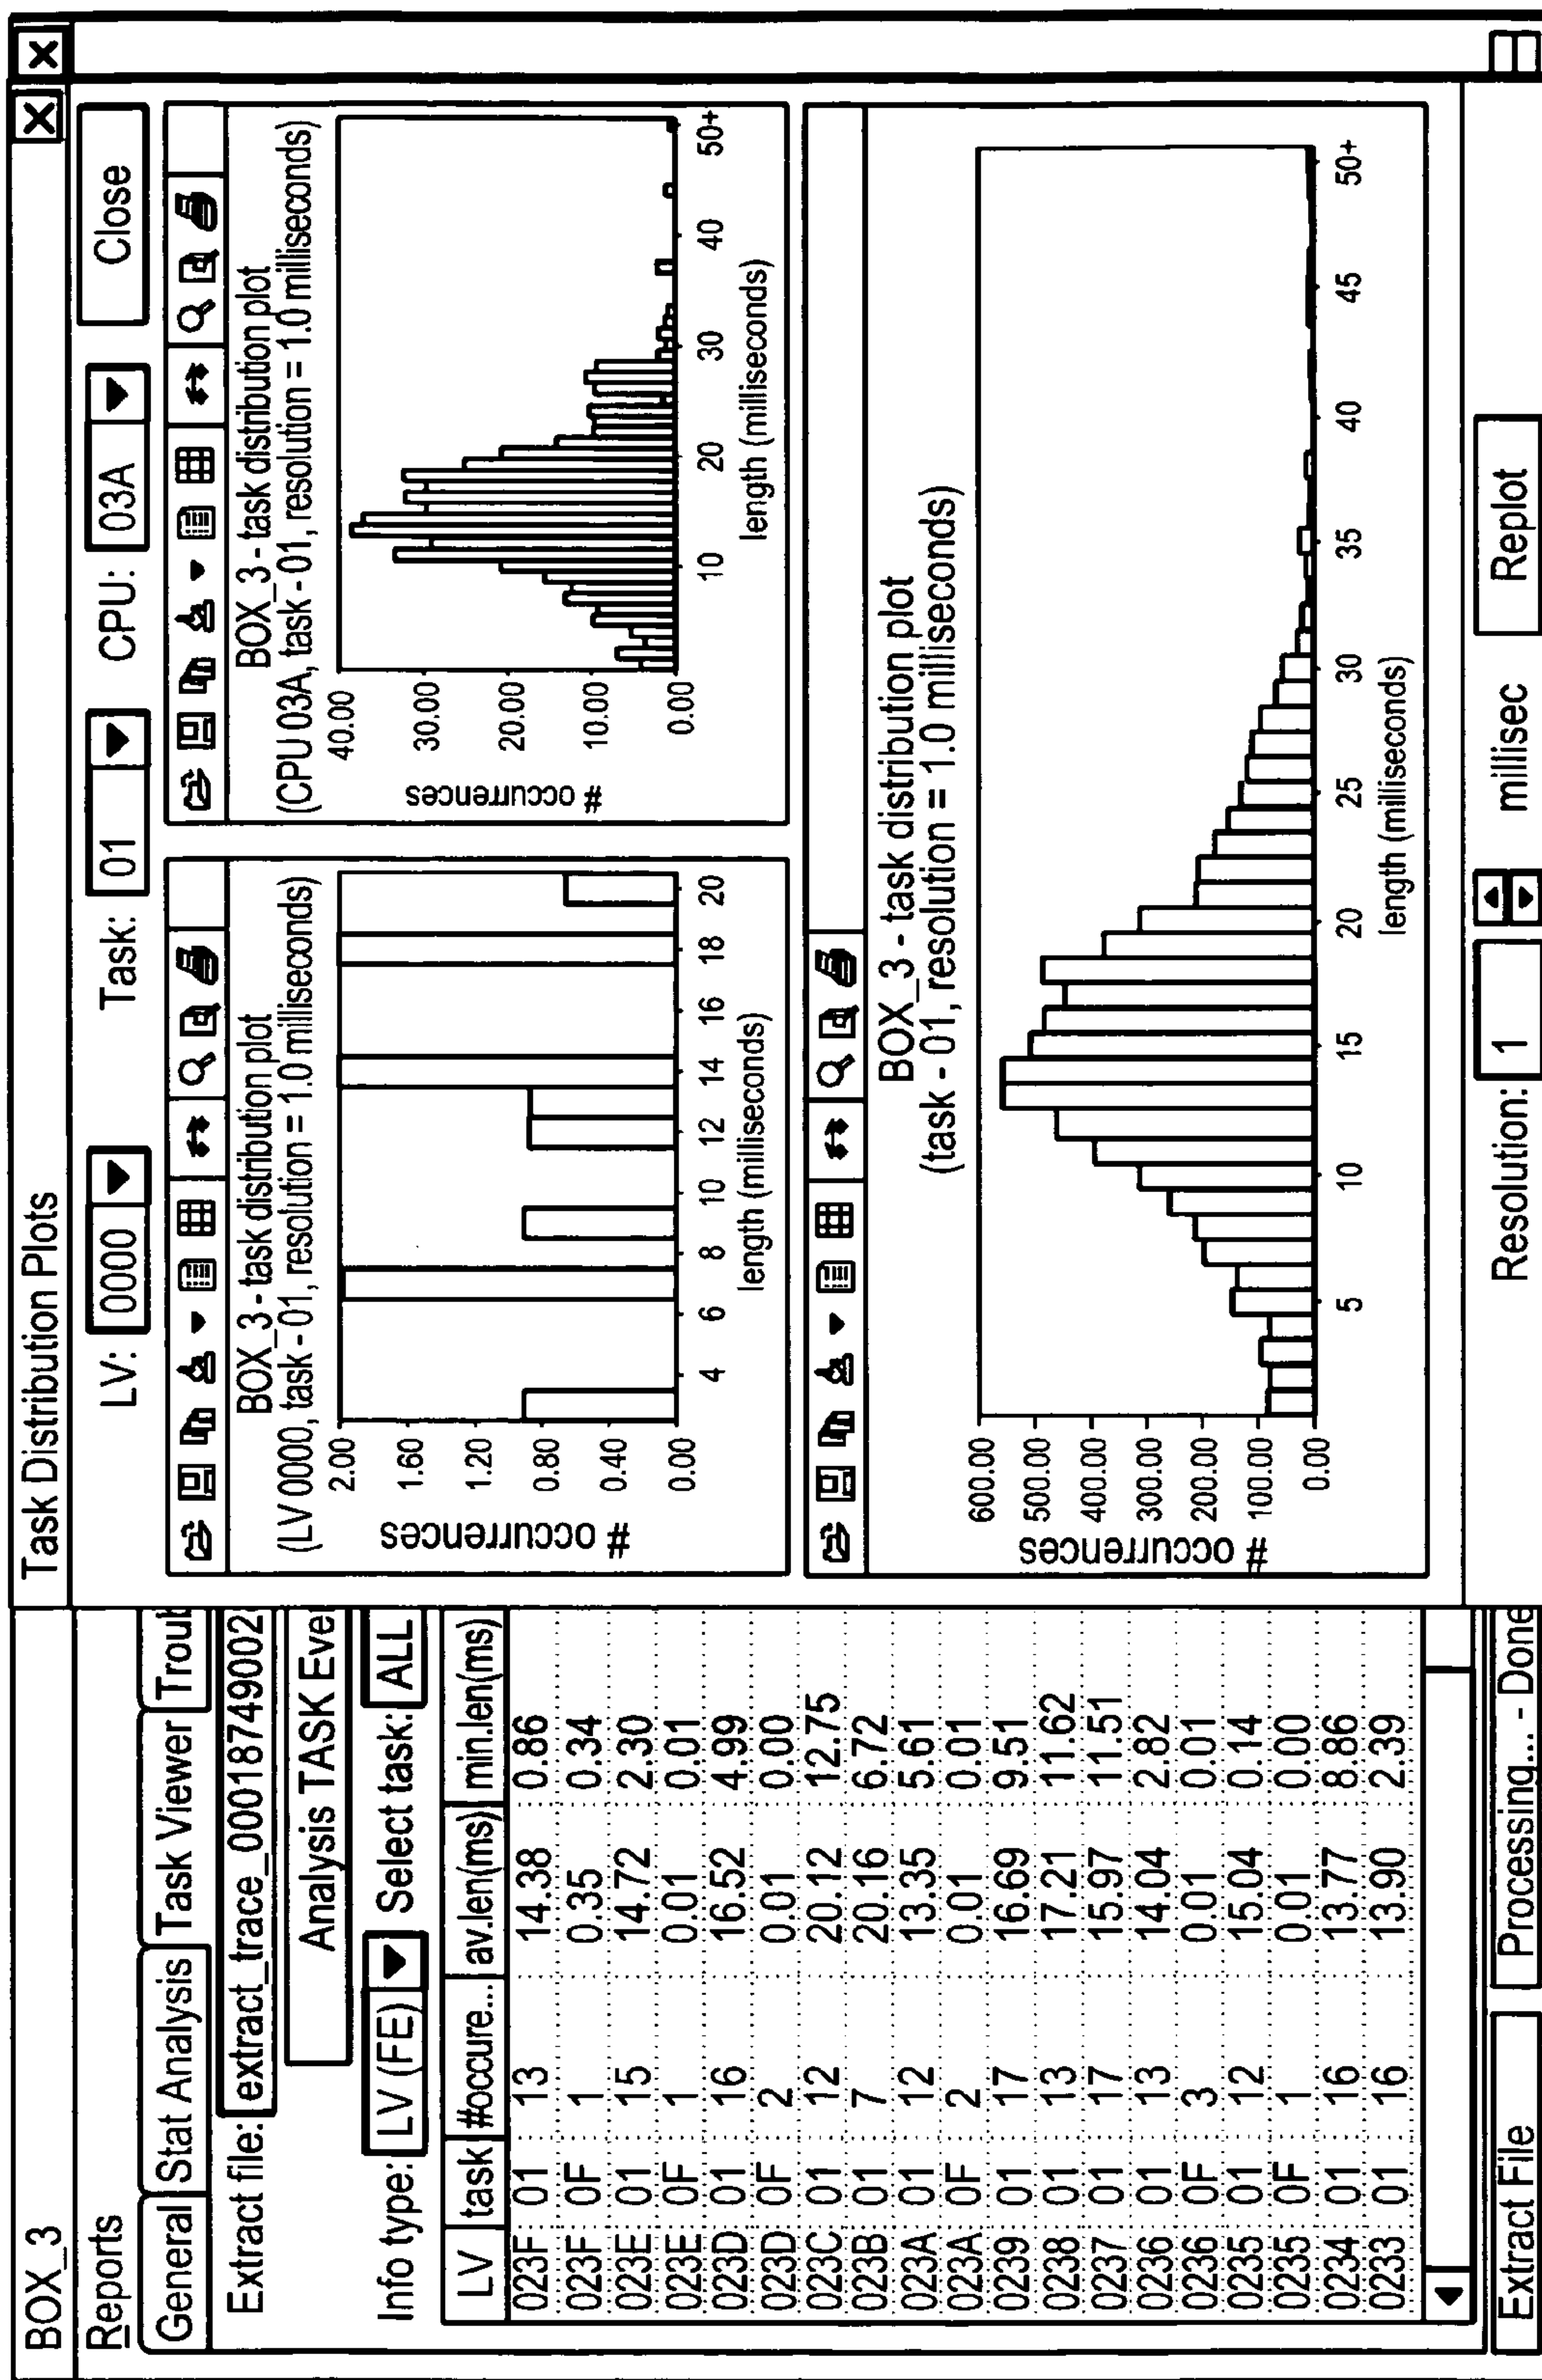 BOX_3
Reports
General Stat Analysis Task Viewer Troub
Extract file: extract_trace_00018749002
Analysis TASK Eve
Info type: LV (FE) Select task: ALL
LV task #occure... av.len(ms) min.len(ms)
023F 01 13 14.38 0.86
023F 0F 1 0.35 0.34
023E 01 15 14.72 2.30
023E 0F 1 0.01 0.01
023D 01 16 16.52 4.99
023D 0F 2 0.01 0.00
023C 01 12 20.12 12.75
023B 01 7 20.16 6.72
023A 01 12 13.35 5.61
023A 0F 2 0.01 0.01
0239 01 17 16.69 9.51
0238 01 13 17.21 11.62
0237 01 17 15.97 11.51
0236 01 13 14.04 2.82
0236 0F 3 0.01 0.01
0235 01 12 15.04 0.14
0235 0F 1 0.01 0.00
0234 01 16 13.77 8.86
0233 01 16 13.90 2.39
Extract File Processing... - Done
Task Distribution Plots
LV: 0000 Task: 01 CPU: 03A Close
BOX_3 - task distribution plot
(LV 0000, task - 01, resolution = 1.0 milliseconds)
# occurrences
2.00
1.60
1.20
0.80
0.40
0.00
4 6 8 10 12 14 16 18 20
length (milliseconds)
BOX_3 - task distribution plot
(CPU 03A, task - 01, resolution = 1.0 milliseconds)
# occurrences
40.00
30.00
20.00
10.00
0.00
10 20 30 40 50+
length (milliseconds)
BOX_3 - task distribution plot
(task - 01, resolution = 1.0 milliseconds)
# occurrences
600.00
500.00
400.00
300.00
200.00
100.00
0.00
5 10 15 20 25 30 35 40 45 50+
length (milliseconds)
Resolution: 1 millisec Replot